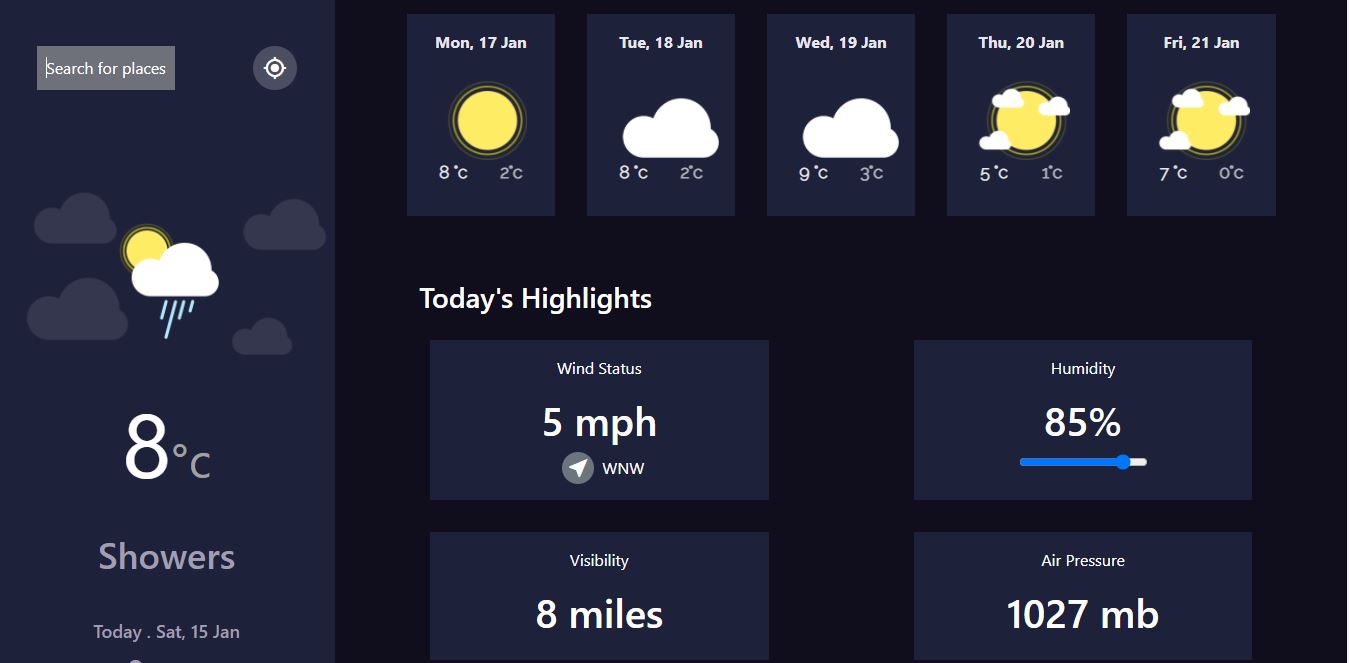 Search for places
8°C
Showers
Today . Sat, 15 Jan
Mon, 17 Jan
8°C 2°C
Tue, 18 Jan
8°C 2°C
Wed, 19 Jan
9°C 3°C
Thu, 20 Jan
5°C 1°C
Fri, 21 Jan
7°C 0°C
Today's Highlights
Wind Status
5 mph
WNW
Humidity
85%
Visibility
8 miles
Air Pressure
1027 mb